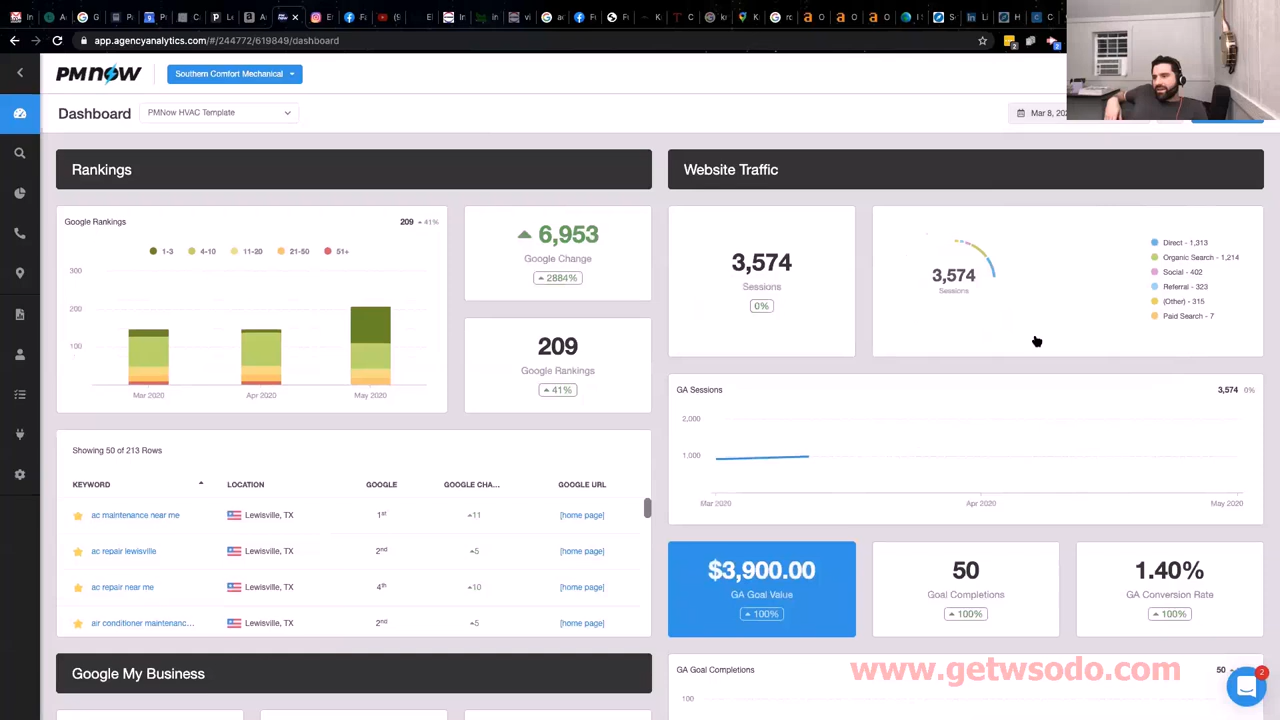 app.agencyanalytics.com/#/244772/619849/dashboard
PMNOW
Southern Comfort Mechanical
Dashboard
PMNow HVAC Template
Mar 8,
Rankings
Google Rankings
209 41%
1-3 4-10 11-20 21-50 51+
300
200
100
Mar 2020 Apr 2020 May 2020
6,953
Google Change
2884%
209
Google Rankings
41%
Showing 50 of 213 Rows
KEYWORD LOCATION GOOGLE GOOGLE CHA... GOOGLE URL
ac maintenance near me Lewisville, TX 1st 11 [home page]
ac repair lewisville Lewisville, TX 2nd 5 [home page]
ac repair near me Lewisville, TX 4th 10 [home page]
air conditioner maintenanc... Lewisville, TX 2nd 5 [home page]
Google My Business
Website Traffic
3,574
Sessions
0%
3,574
Sessions
Direct - 1,313
Organic Search - 1,214
Social - 402
Referral - 323
(Other) - 315
Paid Search - 7
GA Sessions
3,574 0%
2,000
1,000
Mar 2020 Apr 2020 May 2020
$3,900.00
GA Goal Value
100%
50
Goal Completions
100%
1.40%
GA Conversion Rate
100%
GA Goal Completions
50
100
www.getwsodo.com
2